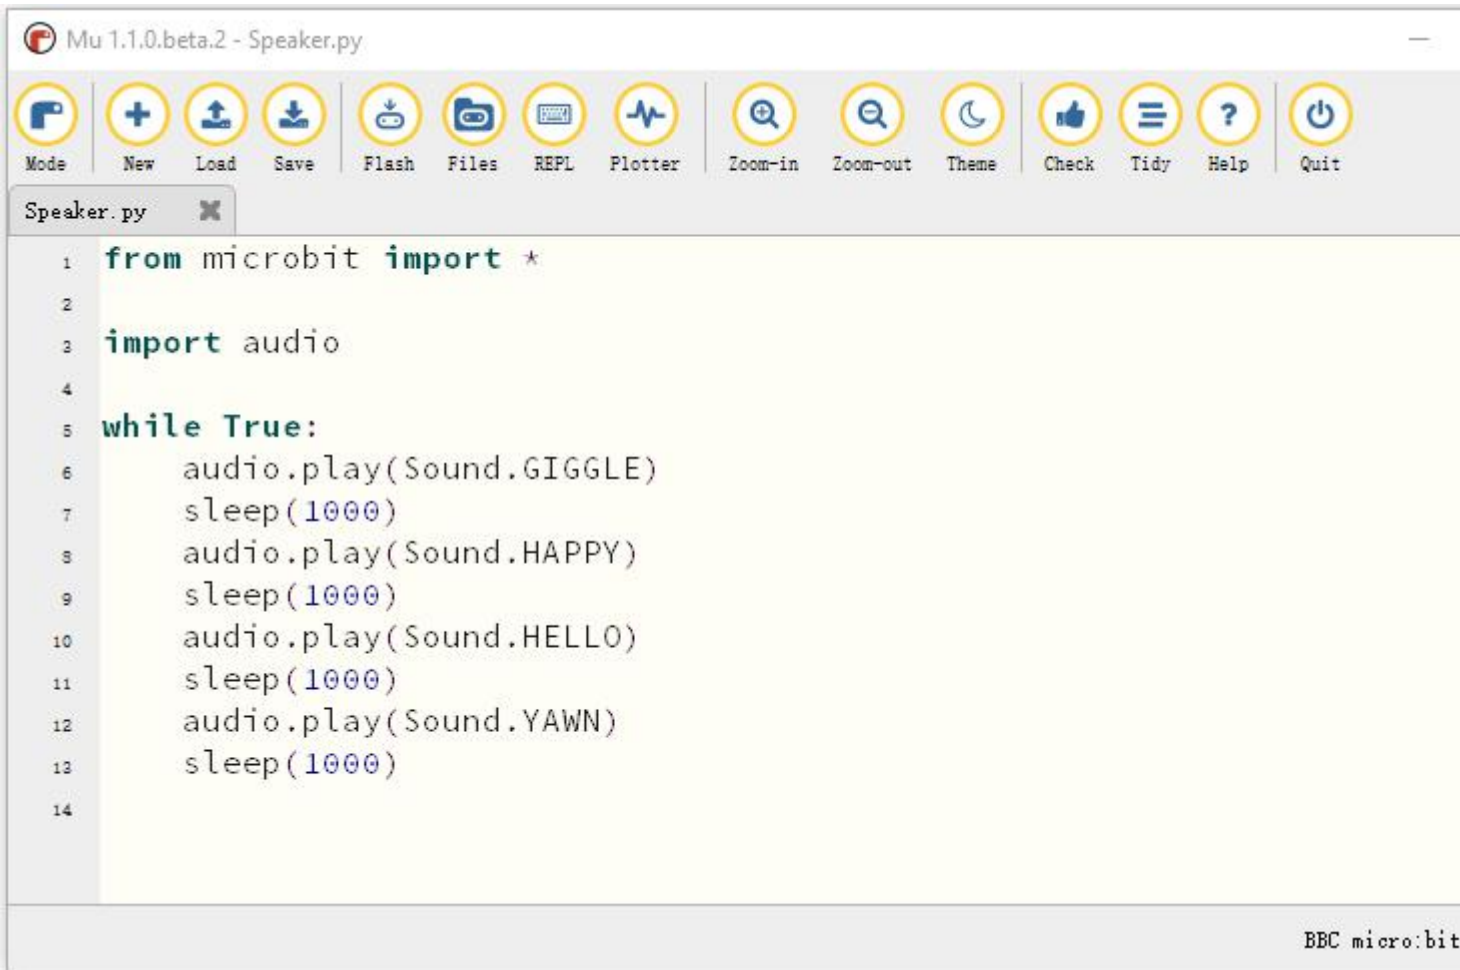 Mu 1.1.0.beta.2 - Speaker.py
Mode New Load Save Flash Files REPL Plotter Zoom-in Zoom-out Theme Check Tidy Help Quit
Speaker.py
1 from microbit import *
2
3 import audio
4
5 while True:
6 audio.play(Sound.GIGGLE)
7 sleep(1000)
8 audio.play(Sound.HAPPY)
9 sleep(1000)
10 audio.play(Sound.HELLO)
11 sleep(1000)
12 audio.play(Sound.YAWN)
13 sleep(1000)
14
BBC micro:bit